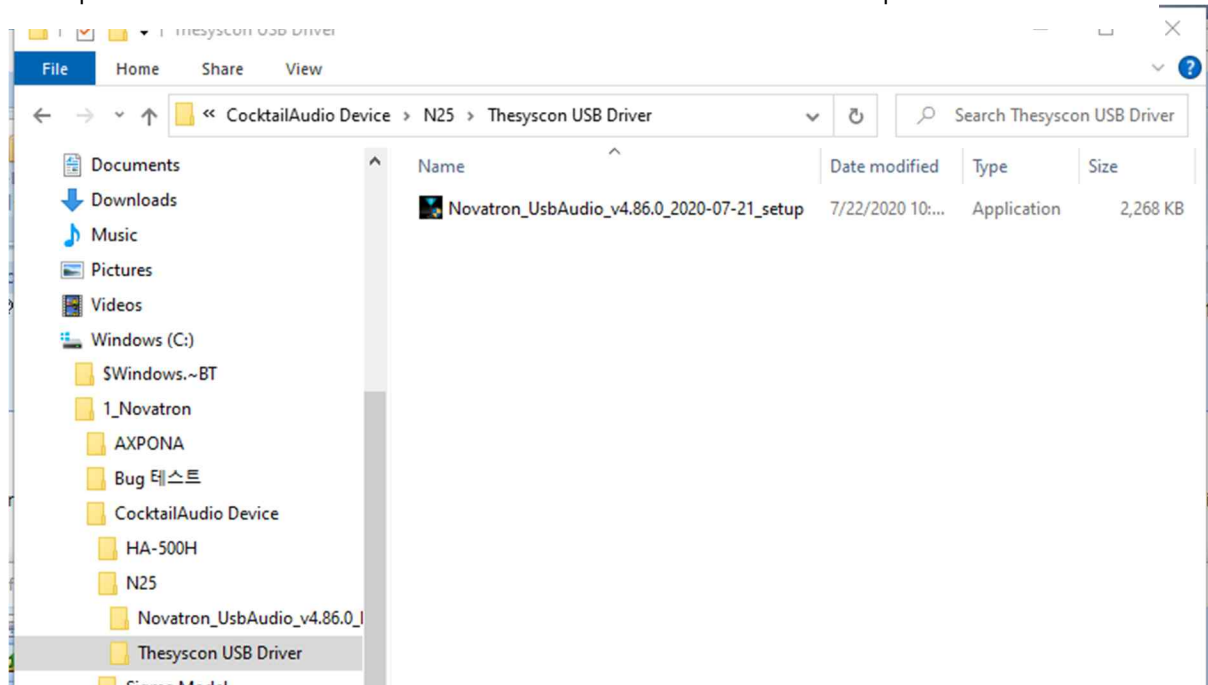 Thesyscon USB Driver
File Home Share View
« CocktailAudio Device › N25 › Thesyscon USB Driver Search Thesyscon USB Driver
Name Date modified Type Size
Novatron_UsbAudio_v4.86.0_2020-07-21_setup 7/22/2020 10:... Application 2,268 KB
Documents
Downloads
Music
Pictures
Videos
Windows (C:)
$Windows.~BT
1_Novatron
AXPONA
Bug 테스트
CocktailAudio Device
HA-500H
N25
Novatron_UsbAudio_v4.86.0_
Thesyscon USB Driver